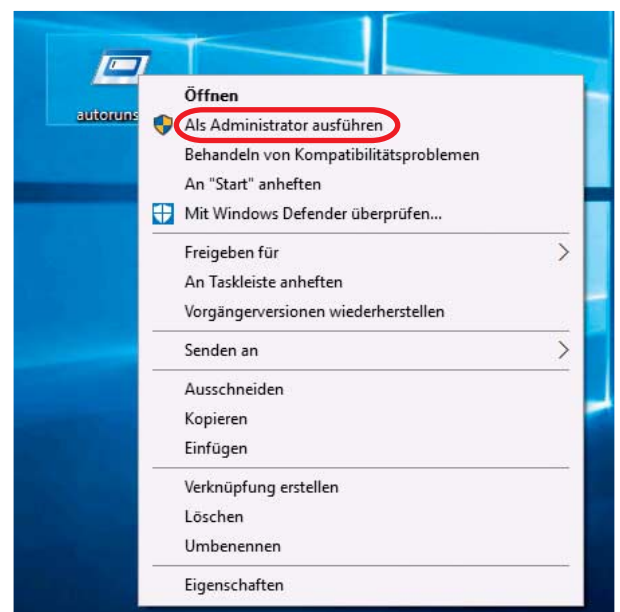 autoruns
Öffnen
Als Administrator ausführen
Behandeln von Kompatibilitätsproblemen
An "Start" anheften
Mit Windows Defender überprüfen...
Freigeben für
An Taskleiste anheften
Vorgängerversionen wiederherstellen
Senden an
Ausschneiden
Kopieren
Einfügen
Verknüpfung erstellen
Löschen
Umbenennen
Eigenschaften